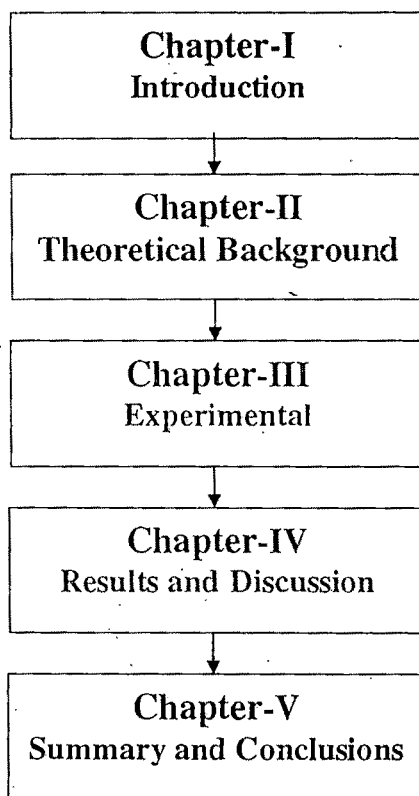 Chapter-I
Introduction
Chapter-II
Theoretical Background
Chapter-III
Experimental
Chapter-IV
Results and Discussion
Chapter-V
Summary and Conclusions